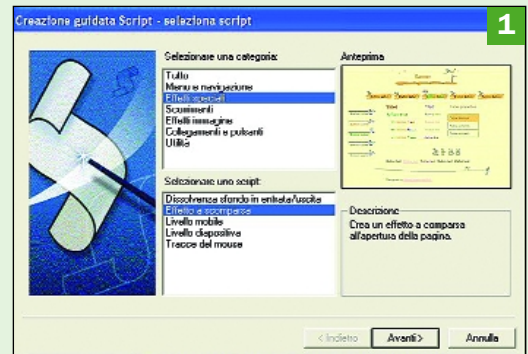 Creazione guidata Script - seleziona script
1
Selezionare una categoria:
Tutto
Menu e navigazione
Effetti speciali
Scorrimenti
Effetti immagine
Collegamenti e pulsanti
Utilità
Selezionare uno script:
Dissolvenza sfondo in entrata/uscita
Effetto a scomparsa
Livello mobile
Livello diapositiva
Tracce del mouse
Anteprima
Descrizione
Crea un effetto a comparsa
all'apertura della pagina.
< Indietro
Avanti >
Annulla